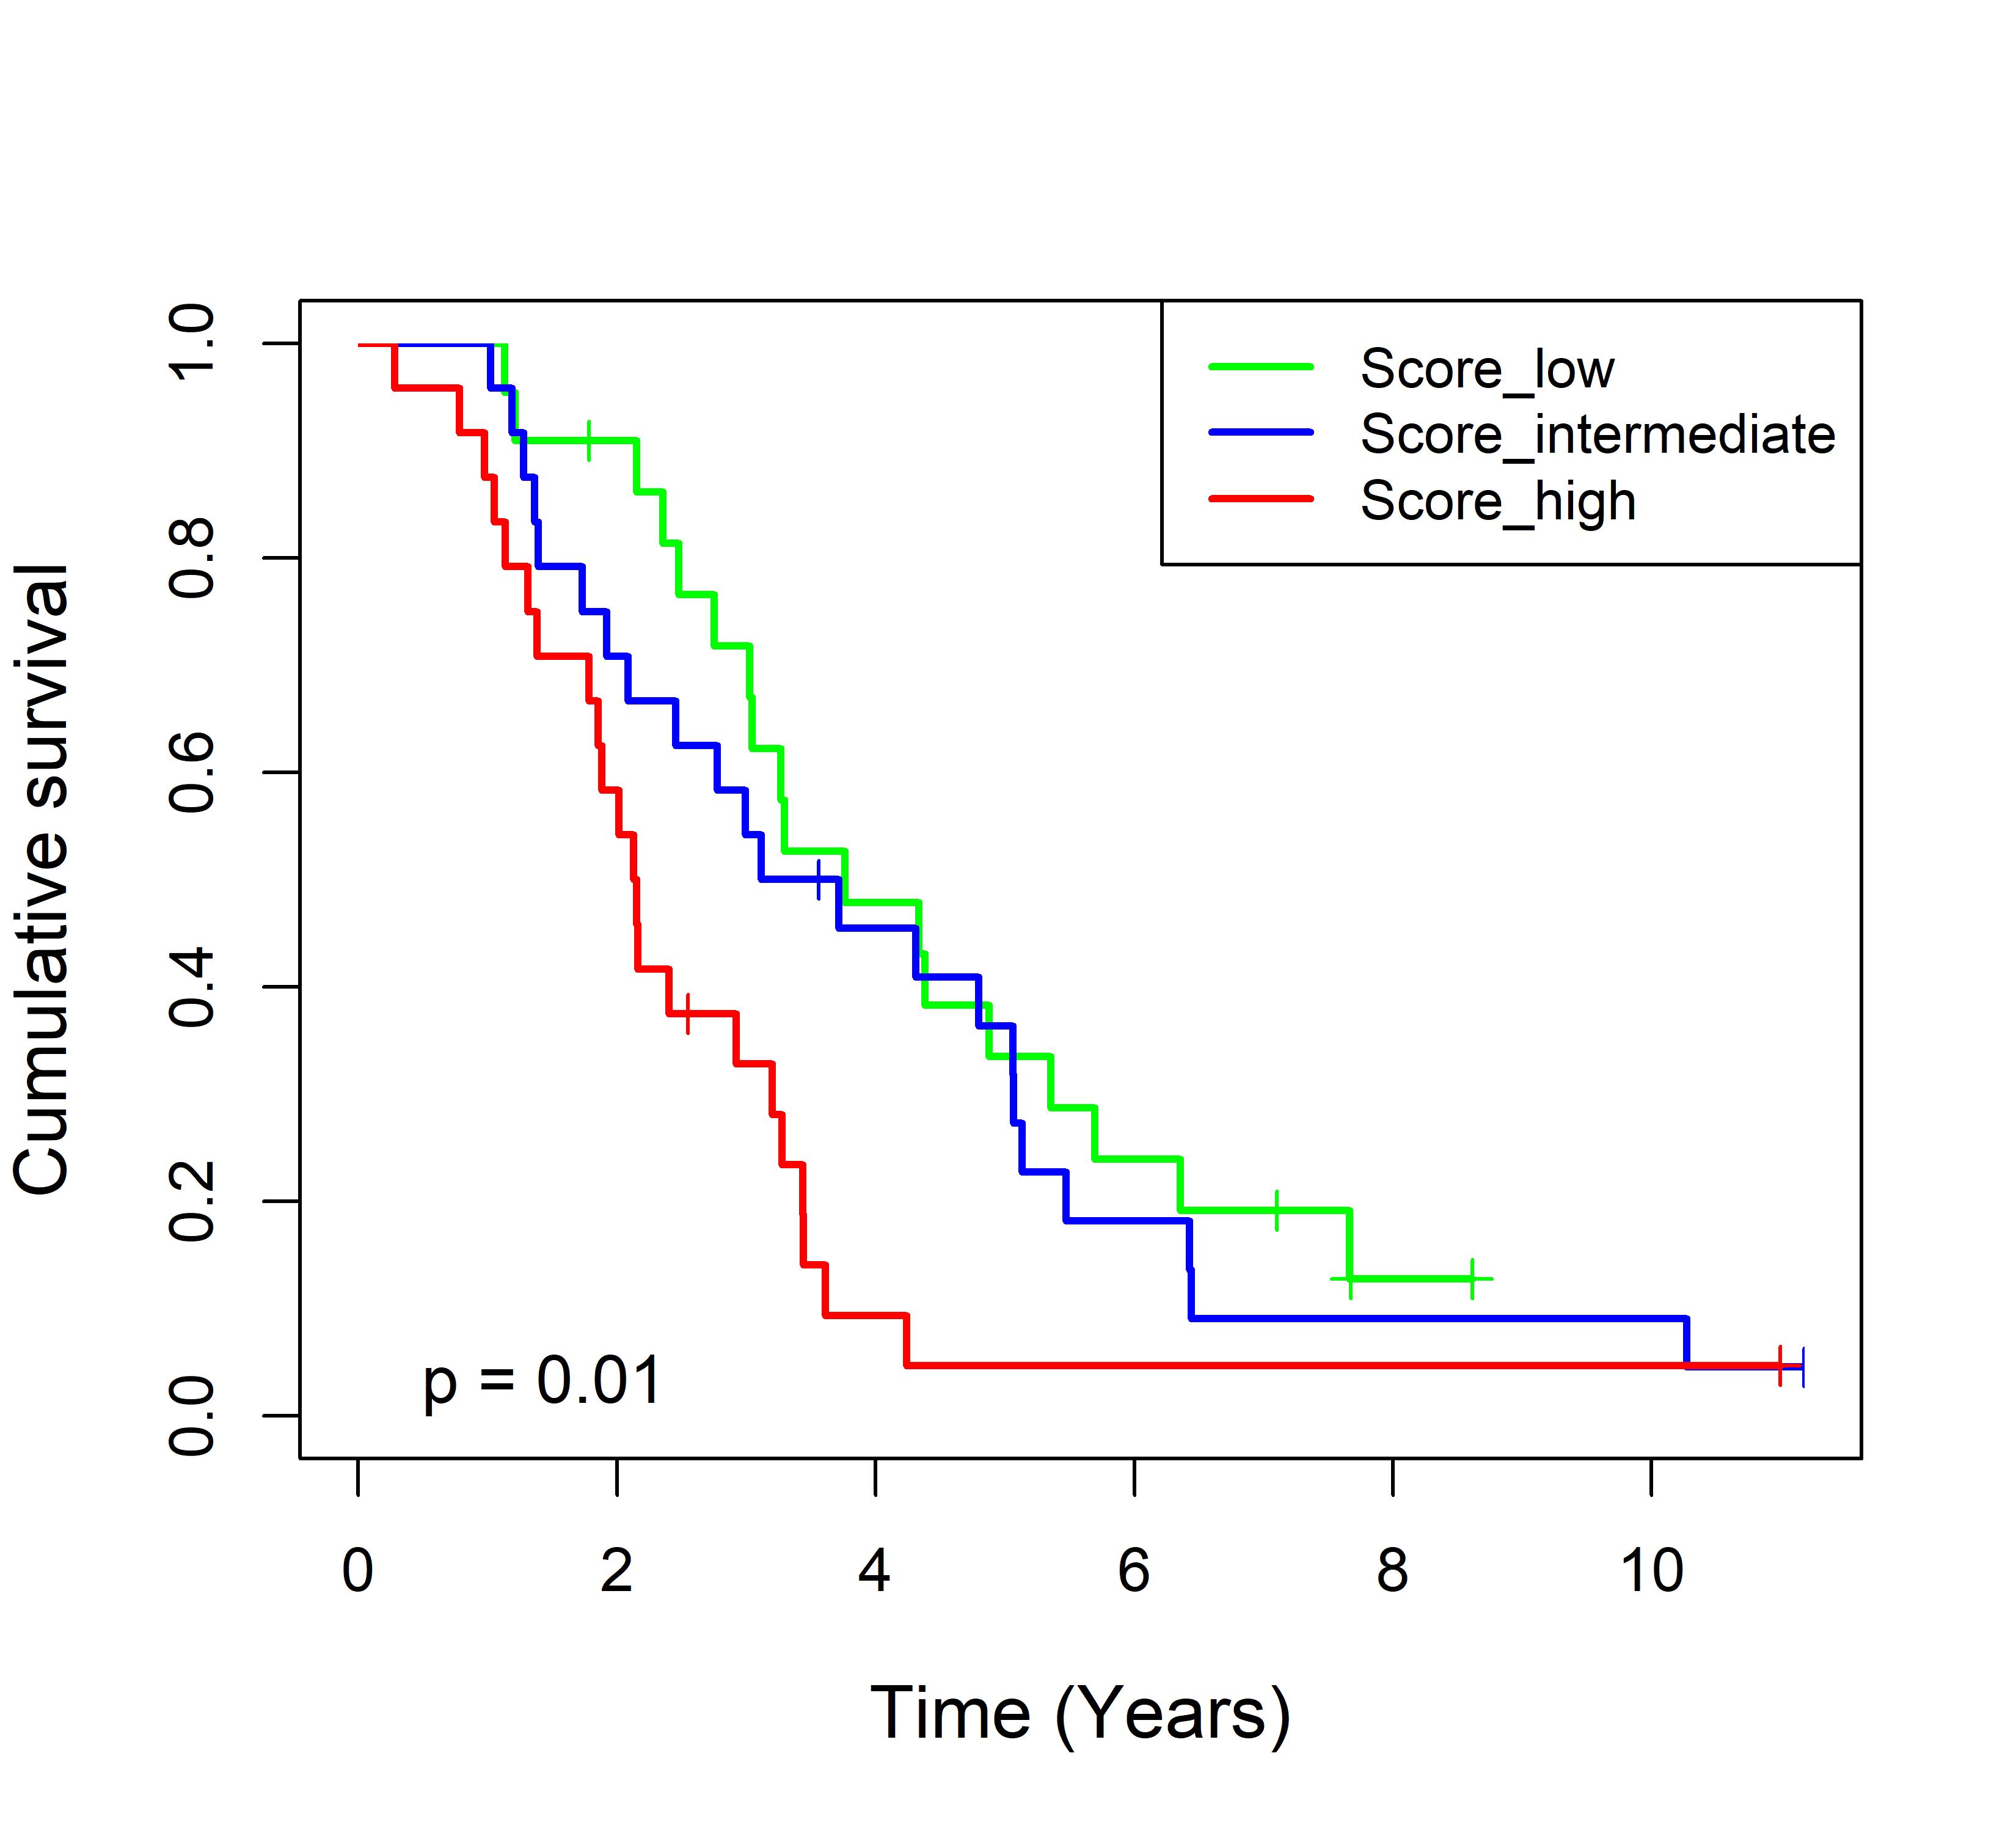 Score_low
Score_intermediate
Score_high
Cumulative survival
1.0
0.8
0.6
0.4
0.2
0.0
p = 0.01
0 2 4 6 8 10
Time (Years)